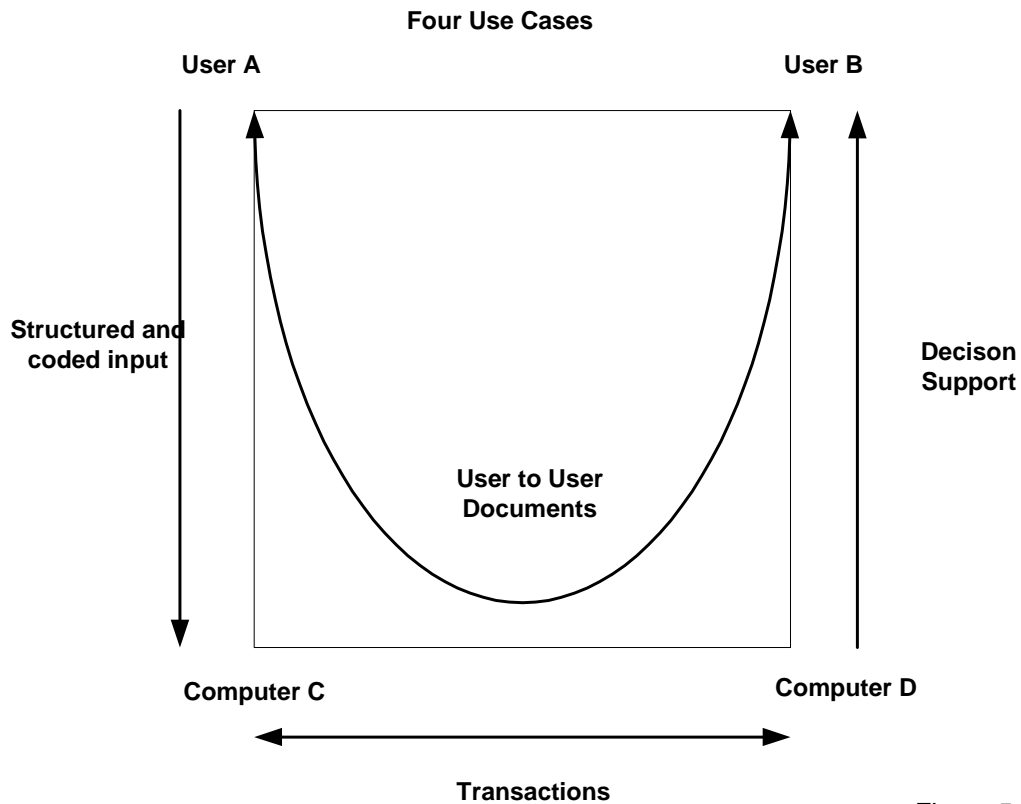 Four Use Cases
User A
User B
Structured and
coded input
Decison
Support
User to User
Documents
Computer C
Computer D
Transactions